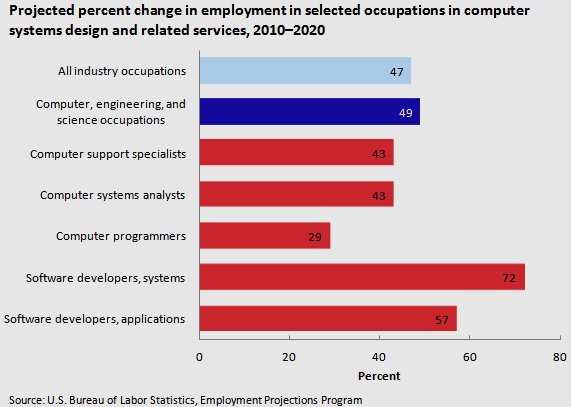 Projected percent change in employment in selected occupations in computer
systems design and related services, 2010–2020
All industry occupations
47
Computer, engineering, and
science occupations
49
Computer support specialists
43
Computer systems analysts
43
Computer programmers
29
Software developers, systems
72
Software developers, applications
57
0 20 40 60 80
Percent
Source: U.S. Bureau of Labor Statistics, Employment Projections Program